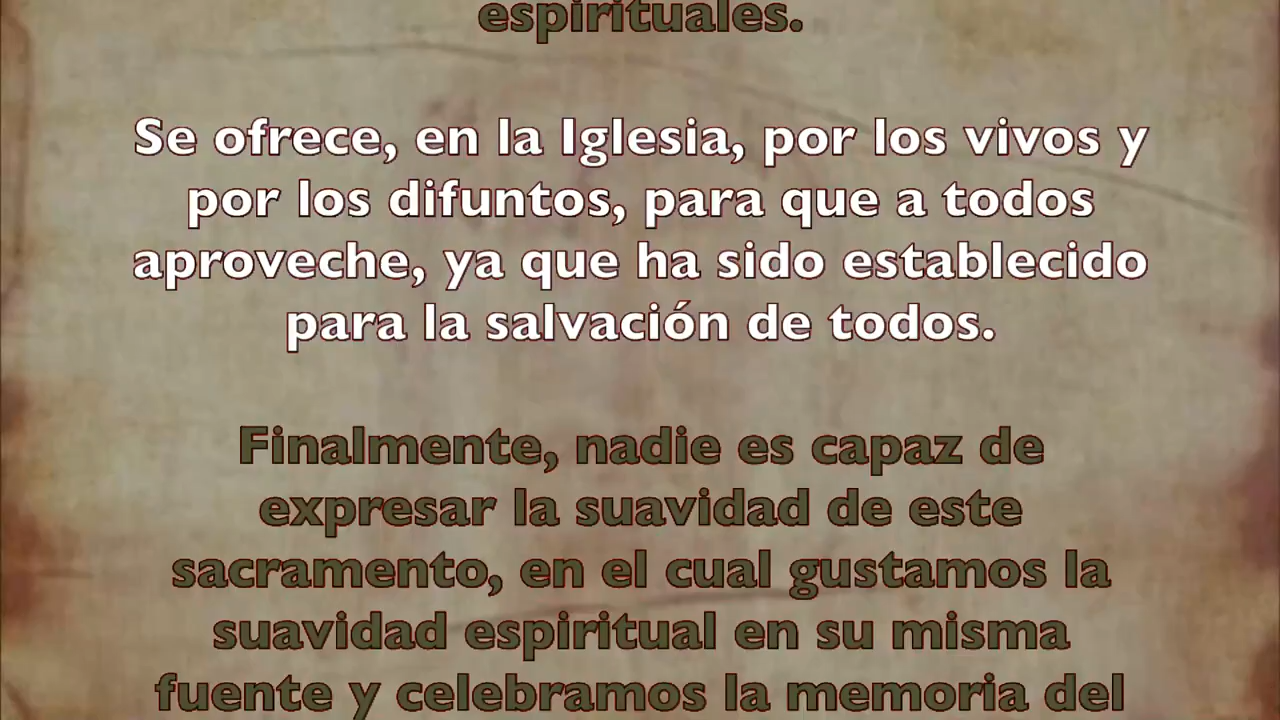 espirituales.
Se ofrece, en la Iglesia, por los vivos y
por los difuntos, para que a todos
aproveche, ya que ha sido establecido
para la salvación de todos.
Finalmente, nadie es capaz de
expresar la suavidad de este
sacramento, en el cual gustamos la
suavidad espiritual en su misma
fuente y celebramos la memoria del